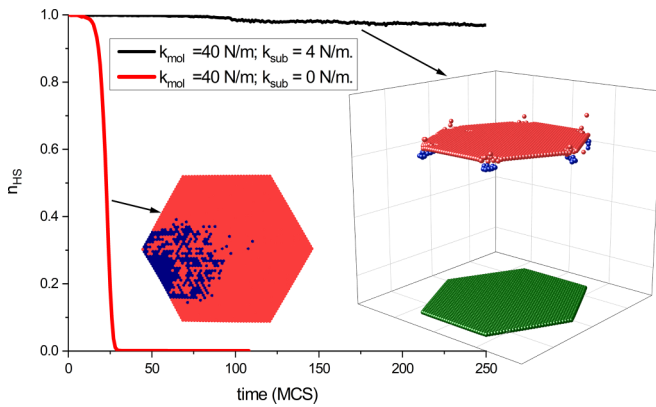 1.0
k_mol =40 N/m; k_sub = 4 N/m.
k_mol =40 N/m; k_sub = 0 N/m.
0.8
0.6
n_HS
0.4
0.2
0.0
0 50 100 150 200 250
time (MCS)